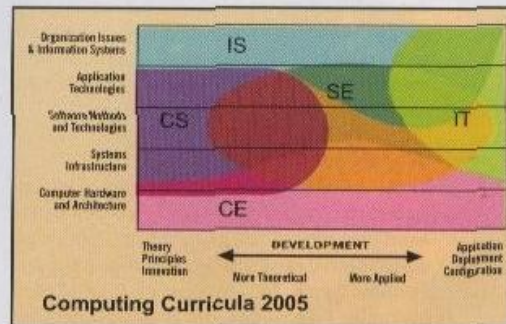 Organization Issues
& Information Systems
Application
Technologies
Software Methods
and Technologies
Systems
Infrastructure
Computer Hardware
and Architecture
IS
SE
CS
IT
CE
Theory
Principles
Innovation
DEVELOPMENT
More Theoretical
More Applied
Application
Deployment
Configuration
Computing Curricula 2005